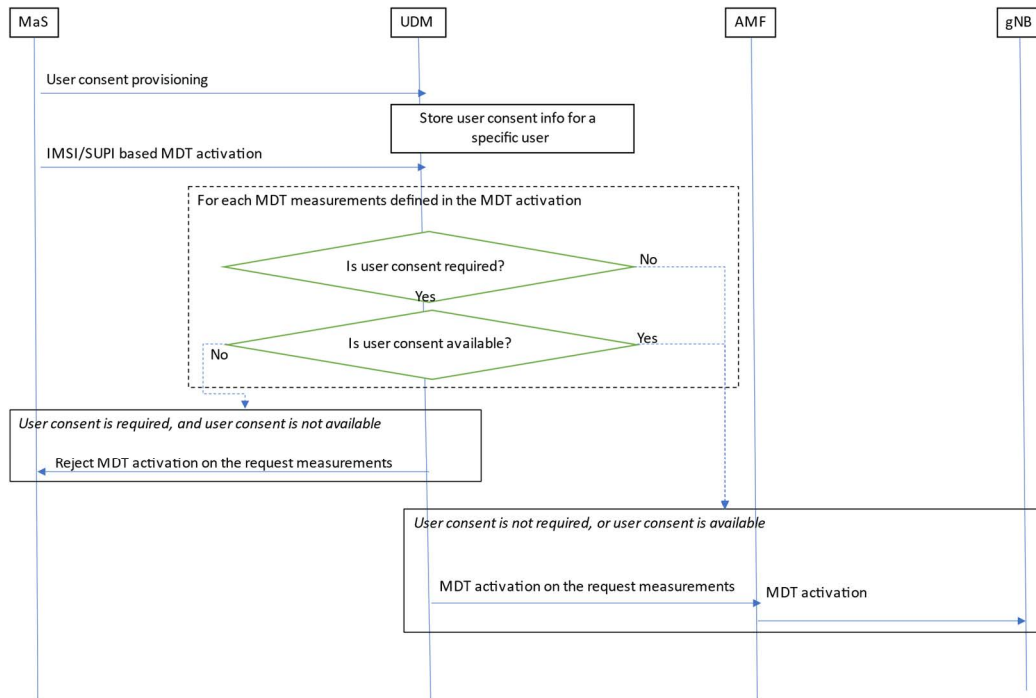 MaS
UDM
AMF
gNB
User consent provisioning
Store user consent info for a
specific user
IMSI/SUPI based MDT activation
For each MDT measurements defined in the MDT activation
Is user consent required?
No
Yes
Is user consent available?
Yes
No
User consent is required, and user consent is not available
Reject MDT activation on the request measurements
User consent is not required, or user consent is available
MDT activation on the request measurements
MDT activation